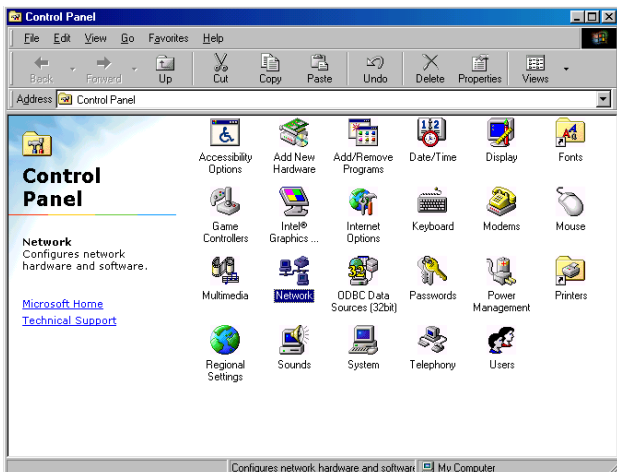 Control Panel
File Edit View Go Favorites Help
Back Forward Up Cut Copy Paste Undo Delete Properties Views
Address Control Panel
Control
Panel
Network
Configures network
hardware and software.
Microsoft Home
Technical Support
Accessibility
Options
Add New
Hardware
Add/Remove
Programs
Date/Time
Display
Fonts
Game
Controllers
Intel®
Graphics ...
Internet
Options
Keyboard
Modems
Mouse
Multimedia
Network
ODBC Data
Sources (32bit)
Passwords
Power
Management
Printers
Regional
Settings
Sounds
System
Telephony
Users
Configures network hardware and software My Computer